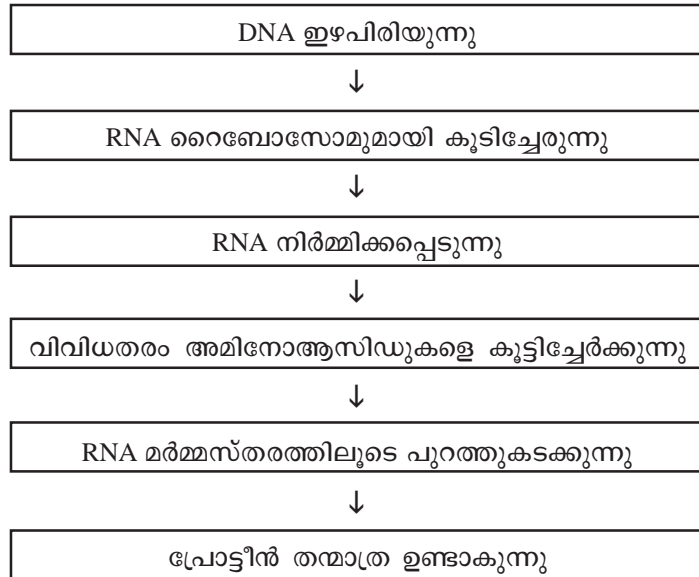 DNA ഇഴപിരിയുന്നു
↓
RNA റൈബോസോമുമായി കൂടിച്ചേരുന്നു
↓
RNA നിർമ്മിക്കപ്പെടുന്നു
↓
വിവിധതരം അമിനോആസിഡുകളെ കൂട്ടിച്ചേർക്കുന്നു
↓
RNA മർമ്മസ്തരത്തിലൂടെ പുറത്തുകടക്കുന്നു
↓
പ്രോട്ടീൻ തന്മാത്ര ഉണ്ടാകുന്നു